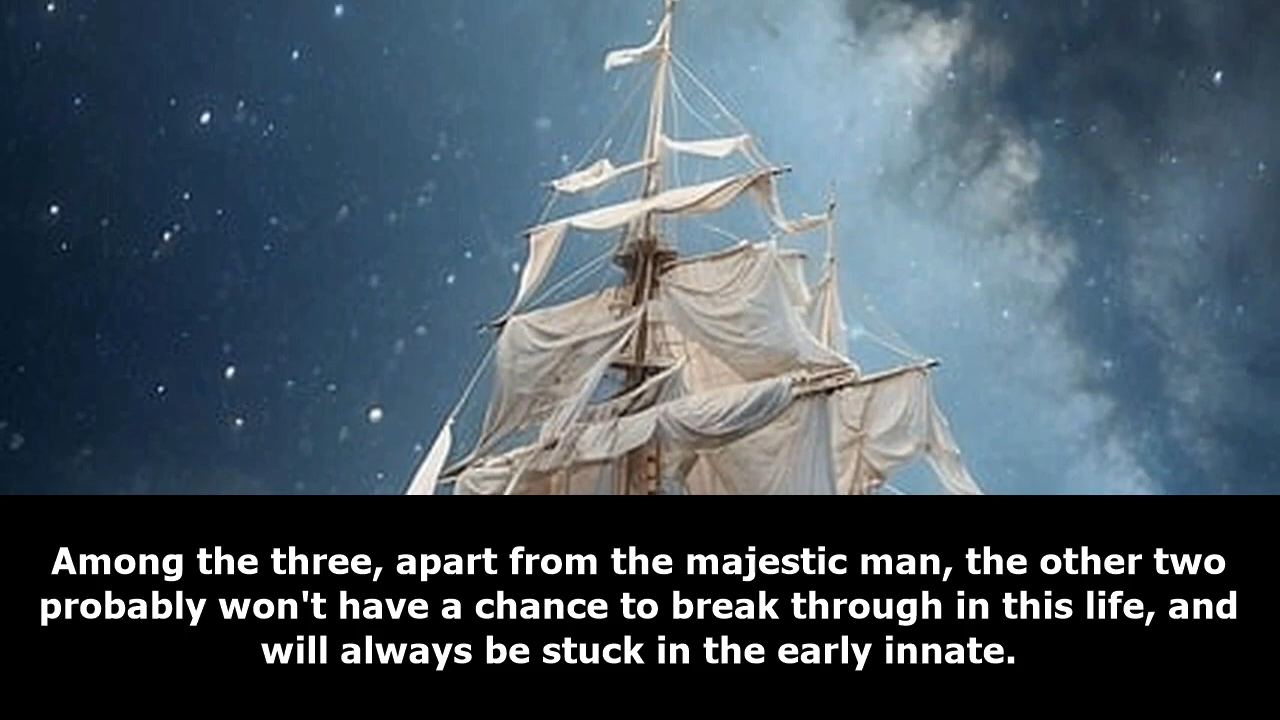 Among the three, apart from the majestic man, the other two
probably won't have a chance to break through in this life, and
will always be stuck in the early innate.